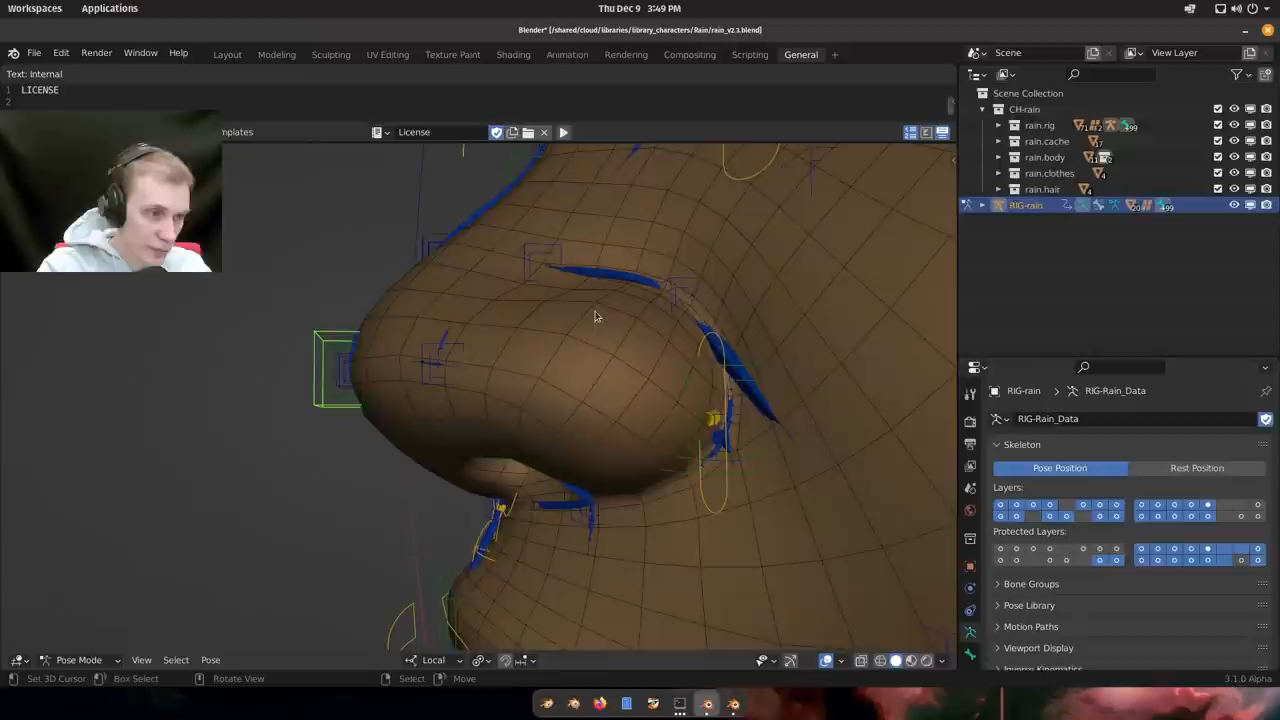 Workspaces Applications Thu Dec 9 3:49 PM
Blender* [/shared/cloud/libraries/library_characters/Rain/rain_v2.3.blend]
File Edit Render Window Help Layout Modeling Sculpting UV Editing Texture Paint Shading Animation Rendering Compositing Scripting General + Scene View Layer
Text: Internal
1 LICENSE
2
mplates License
Scene Collection
CH-rain
rain.rig
rain.cache
rain.body
rain.clothes
rain.hair
RIG-rain
RIG-rain > RIG-Rain_Data
RIG-Rain_Data
Skeleton
Pose Position Rest Position
Layers:
Protected Layers:
Bone Groups
Pose Library
Motion Paths
Viewport Display
Inverse Kinematics
Pose Mode View Select Pose Local
Set 3D Cursor Box Select Rotate View Select Move 3.1.0 Alpha